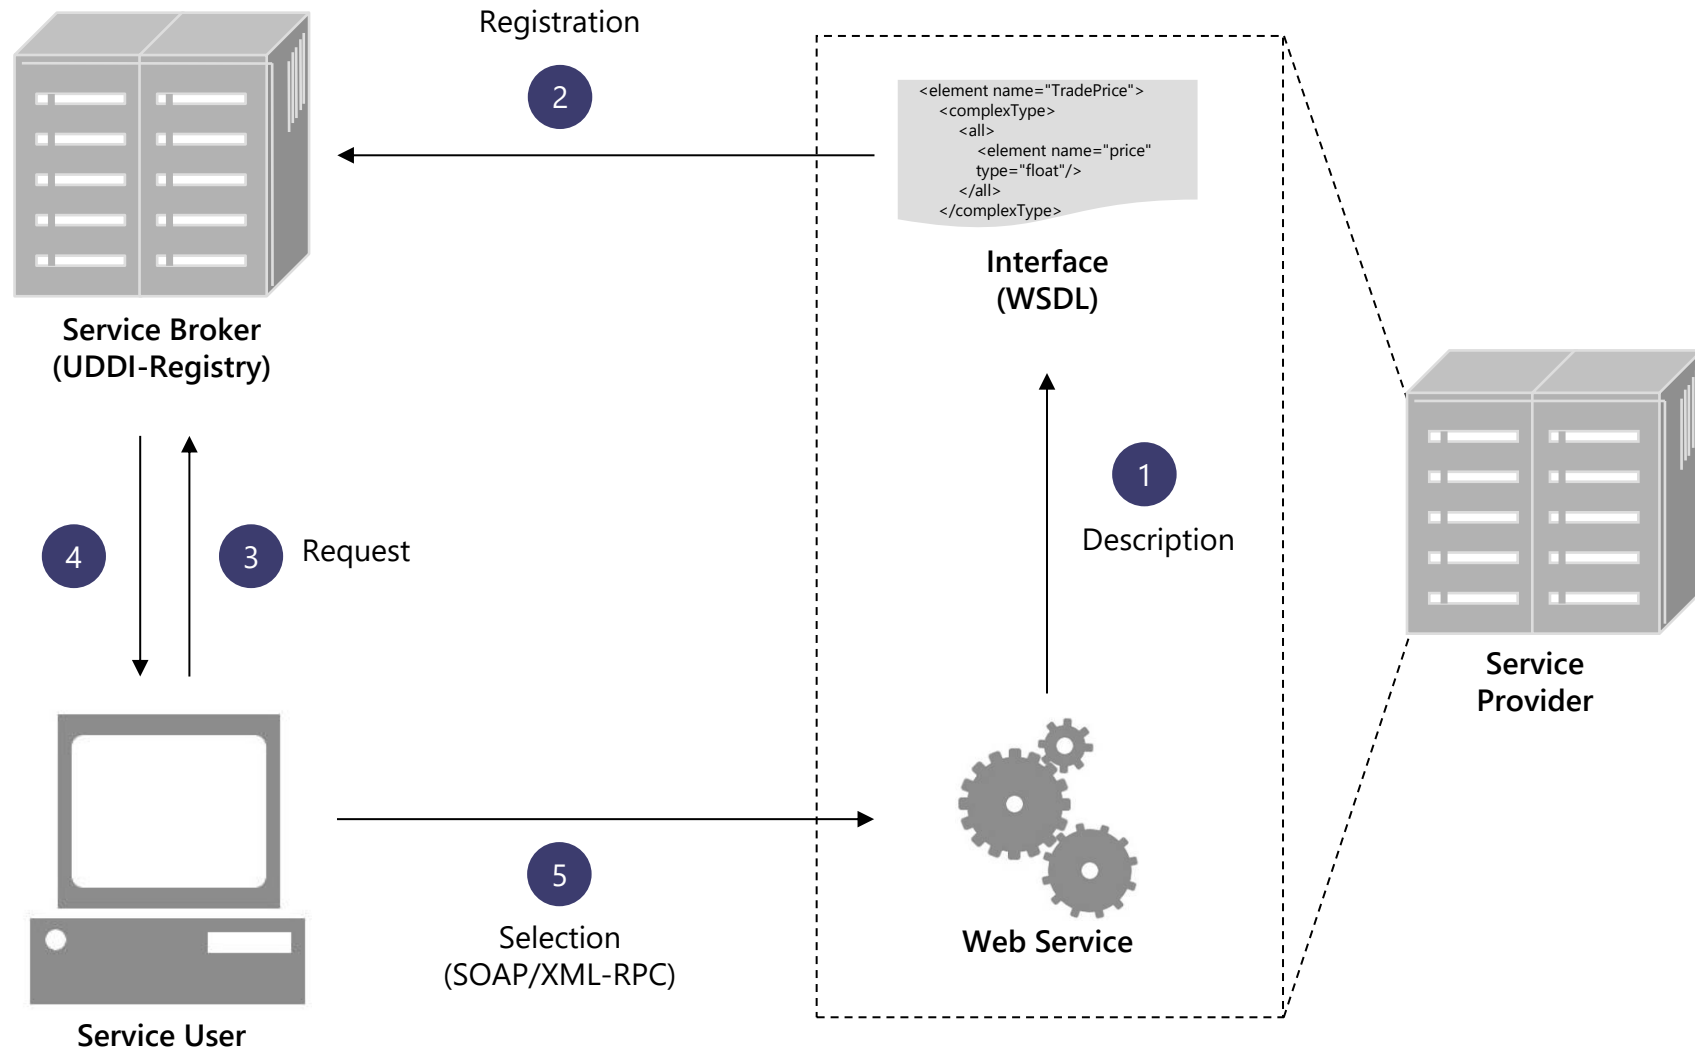 Registration
2
<element name="TradePrice">
<complexType>
<all>
<element name="price"
type="float"/>
</all>
</complexType>
Interface
(WSDL)
Service Broker
(UDDI-Registry)
1
Description
4
3
Request
Service
Provider
5
Selection
(SOAP/XML-RPC)
Web Service
Service User